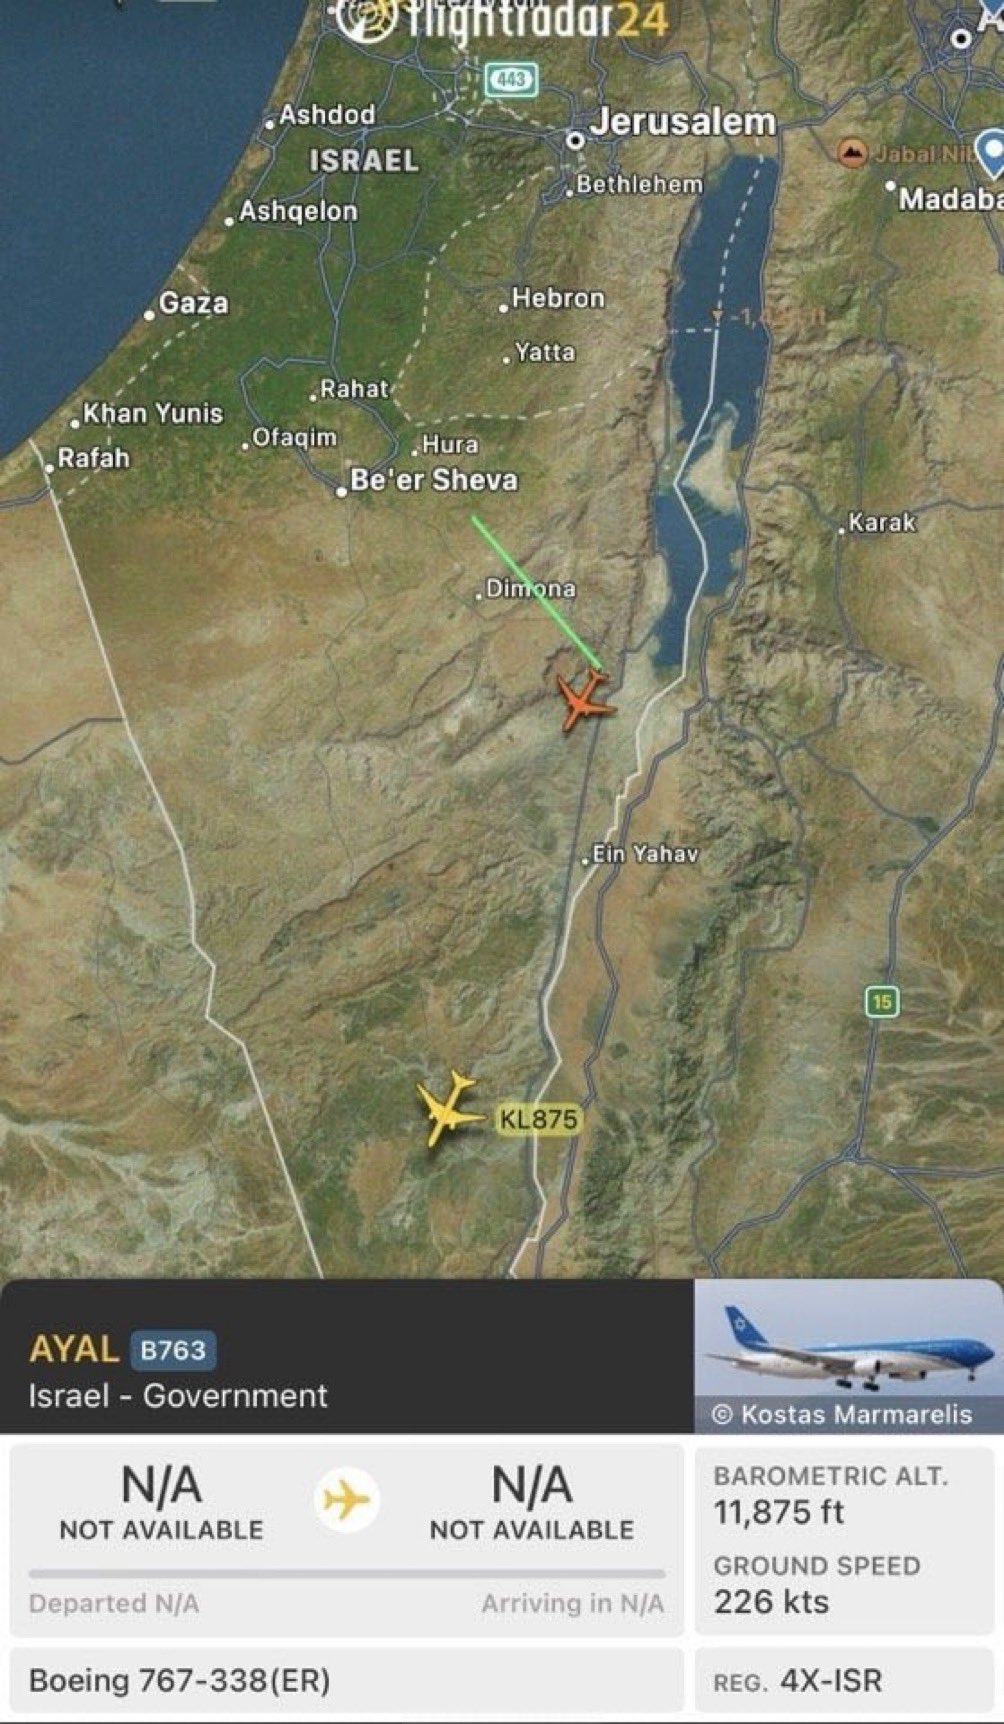 flightradar24
443
Ashdod
Jerusalem
ISRAEL
Bethlehem
Madaba
Ashqelon
Hebron
Gaza
Yatta
Rahat
Khan Yunis
Ofaqim
Hura
Rafah
Be'er Sheva
Karak
Dimona
Ein Yahav
15
KL875
AYAL B763
Israel - Government
© Kostas Marmarelis
N/A
NOT AVAILABLE
N/A
NOT AVAILABLE
Departed N/A
Arriving in N/A
BAROMETRIC ALT.
11,875 ft
GROUND SPEED
226 kts
Boeing 767-338(ER)
REG. 4X-ISR